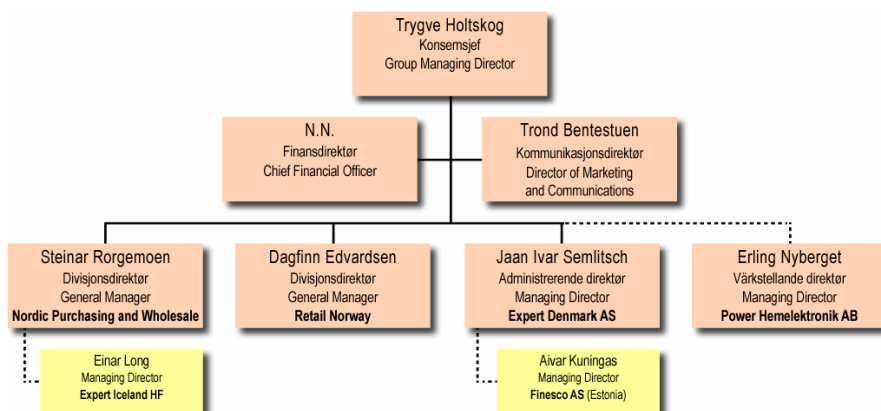 Trygve Holtskog
Konsernsjef
Group Managing Director
N.N.
Finansdirektør
Chief Financial Officer
Trond Bentestuen
Kommunikasjonsdirektør
Director of Marketing
and Communications
Steinar Rorgemoen
Divisjonsdirektør
General Manager
Nordic Purchasing and Wholesale
Dagfinn Edvardsen
Divisjonsdirektør
General Manager
Retail Norway
Jaan Ivar Semlitsch
Administrerende direktør
Managing Director
Expert Denmark AS
Erling Nyberget
Värkstellande direktør
Managing Director
Power Hemelektronik AB
Einar Long
Managing Director
Expert Iceland HF
Aivar Kuningas
Managing Director
Finesco AS (Estonia)